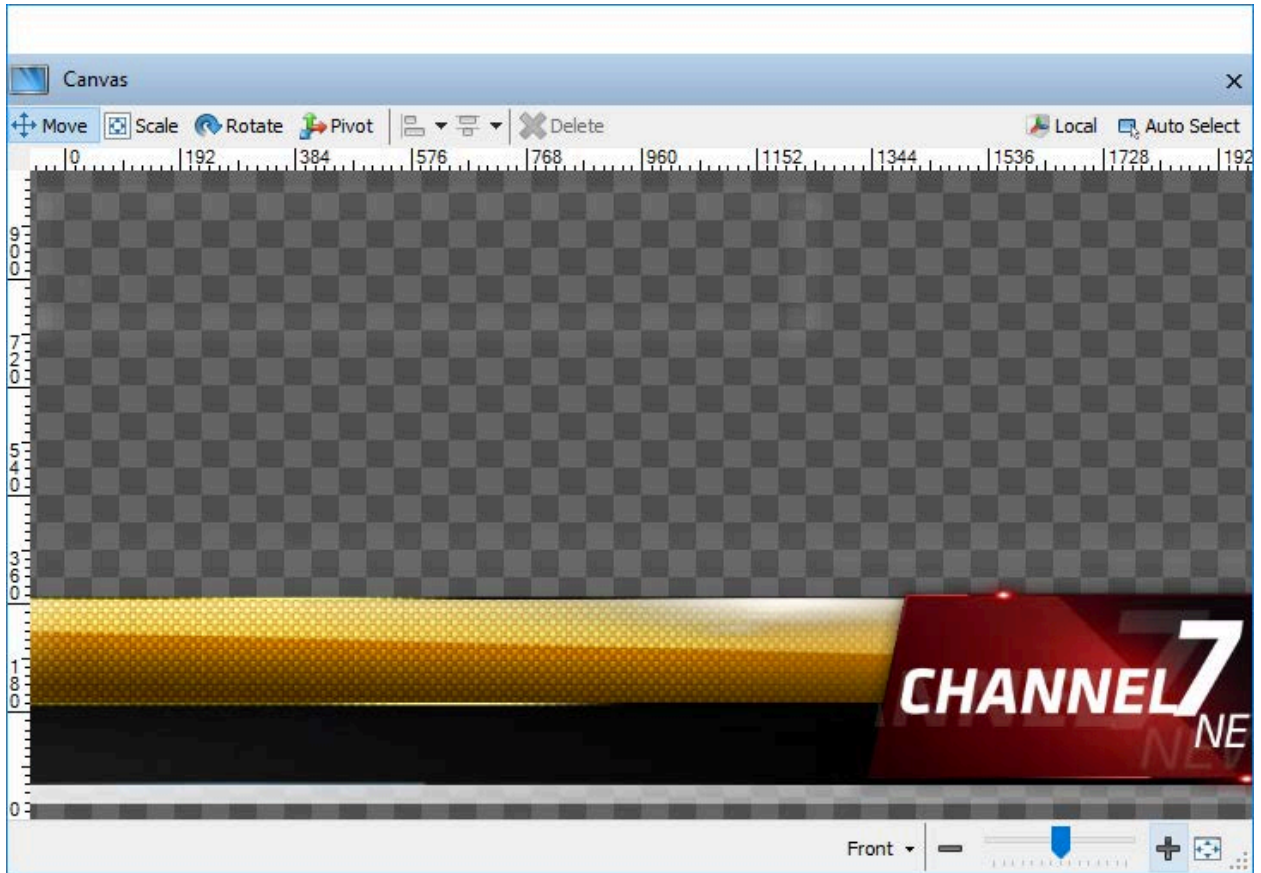 Canvas
Move Scale Rotate Pivot Delete Local Auto Select
0 192 384 576 768 960 1152 1344 1536 1728 192
900
720
540
360
180
0
CHANNEL 7
NE
Front